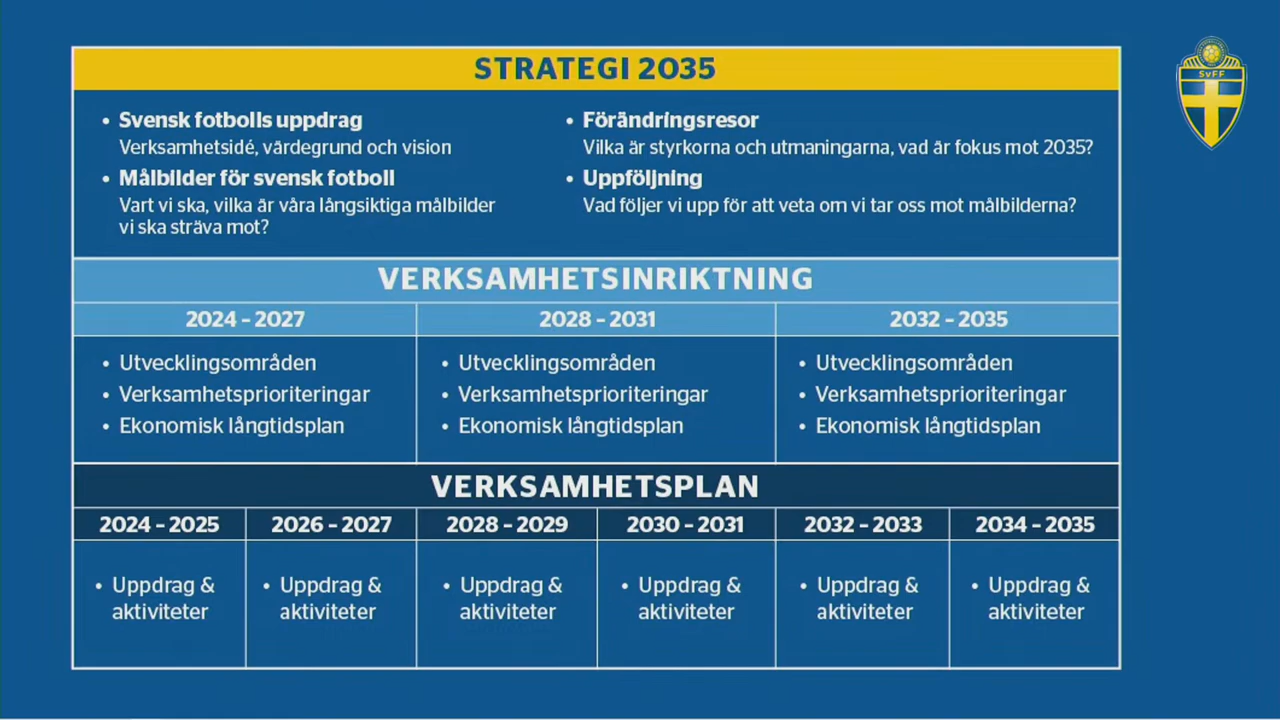 STRATEGI 2035
SvFF
• Svensk fotbolls uppdrag
Verksamhetsidé, värdegrund och vision
• Målbilder för svensk fotboll
Vart vi ska, vilka är våra långsiktiga målbilder
vi ska sträva mot?
• Förändringsresor
Vilka är styrkorna och utmaningarna, vad är fokus mot 2035?
• Uppföljning
Vad följer vi upp för att veta om vi tar oss mot målbilderna?
VERKSAMHETSINRIKTNING
2024 – 2027
• Utvecklingsområden
• Verksamhetsprioriteringar
• Ekonomisk långtidsplan
2028 – 2031
• Utvecklingsområden
• Verksamhetsprioriteringar
• Ekonomisk långtidsplan
2032 – 2035
• Utvecklingsområden
• Verksamhetsprioriteringar
• Ekonomisk långtidsplan
VERKSAMHETSPLAN
2024 – 2025
• Uppdrag &
aktiviteter
2026 – 2027
• Uppdrag &
aktiviteter
2028 – 2029
• Uppdrag &
aktiviteter
2030 – 2031
• Uppdrag &
aktiviteter
2032 – 2033
• Uppdrag &
aktiviteter
2034 – 2035
• Uppdrag &
aktiviteter